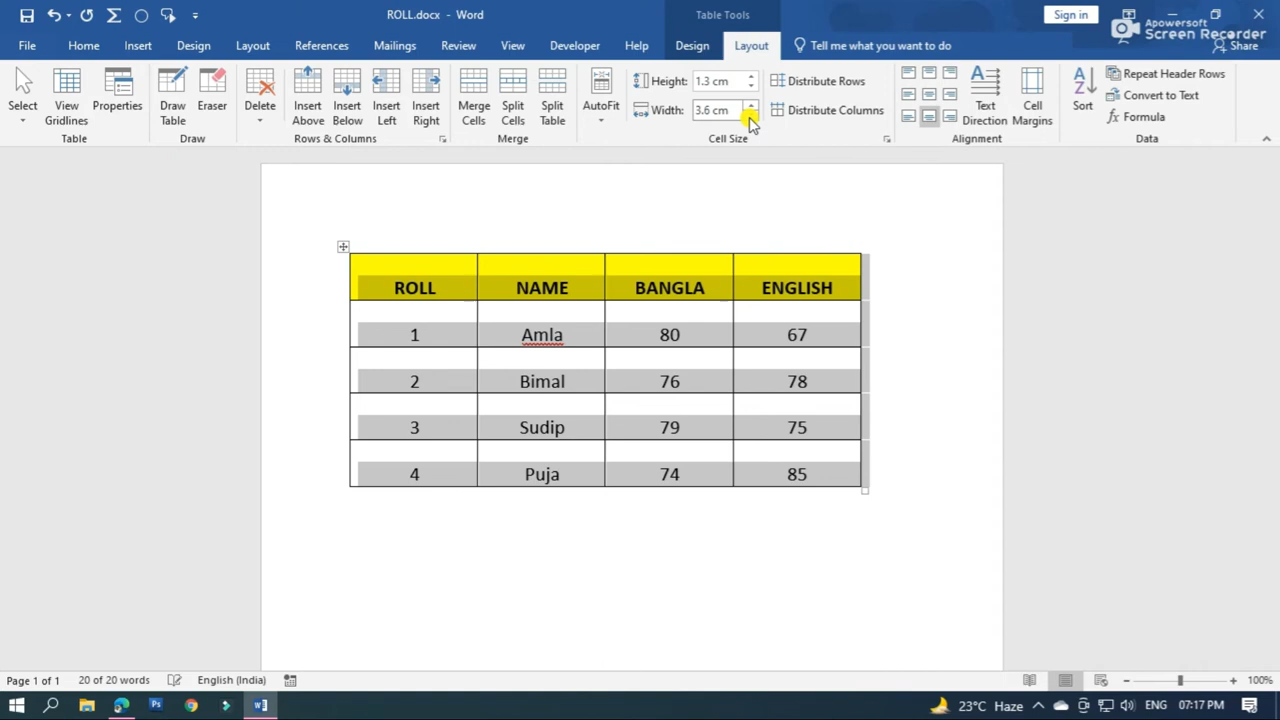 ROLL.docx - Word
Table Tools
Sign in
Apowersoft
Screen Recorder
File Home Insert Design Layout References Mailings Review View Developer Help Design Layout Tell me what you want to do Share
Select
View
Gridlines
Properties
Table
Draw
Table
Eraser
Draw
Delete
Insert
Above
Insert
Below
Insert
Left
Insert
Right
Rows & Columns
Merge
Cells
Split
Cells
Split
Table
Merge
AutoFit
Height: 1.3 cm
Width: 3.6 cm
Distribute Rows
Distribute Columns
Cell Size
Text
Direction
Cell
Margins
Alignment
Sort
Repeat Header Rows
Convert to Text
Formula
Data
ROLL NAME BANGLA ENGLISH
1 Amla 80 67
2 Bimal 76 78
3 Sudip 79 75
4 Puja 74 85
Page 1 of 1 20 of 20 words English (India) 100%
23°C Haze ENG 07:17 PM